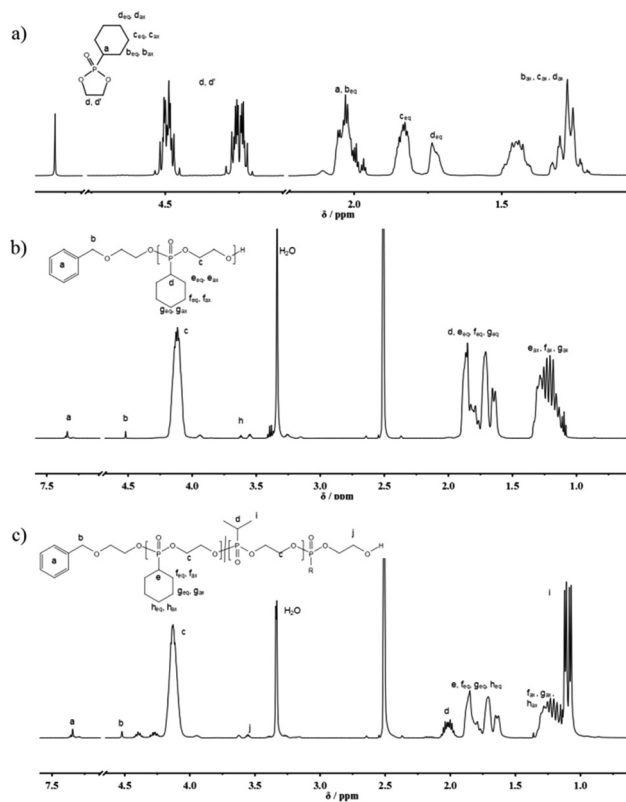 a)
d_eq, d_ax
c_eq, c_ax
a
b_eq, b_ax
O
P
O
O
d, d'
d, d'
a, b_eq
c_eq
d_eq
b_ax, c_ax, d_ax
4.5
2.0
1.5
δ / ppm
b)
b
a
O
O
O
P
O
O
O
H
c
d
e_eq, e_ax
f_eq, f_ax
g_eq, g_ax
H2O
c
d, e_eq, f_eq, g_eq
e_ax, f_ax, g_ax
a
b
h
7.5
4.5
4.0
3.5
3.0
2.5
2.0
1.5
1.0
δ / ppm
c)
b
a
O
O
O
P
O
O
O
d
i
P
O
O
O
c
O
P
R
O
j
O
H
c
e
f_eq, f_ax
g_eq, g_ax
h_eq, h_ax
H2O
c
i
e, f_eq, g_eq, h_eq
f_ax, g_ax,
h_ax
d
a
b
j
7.5
4.5
4.0
3.5
3.0
2.5
2.0
1.5
1.0
δ / ppm